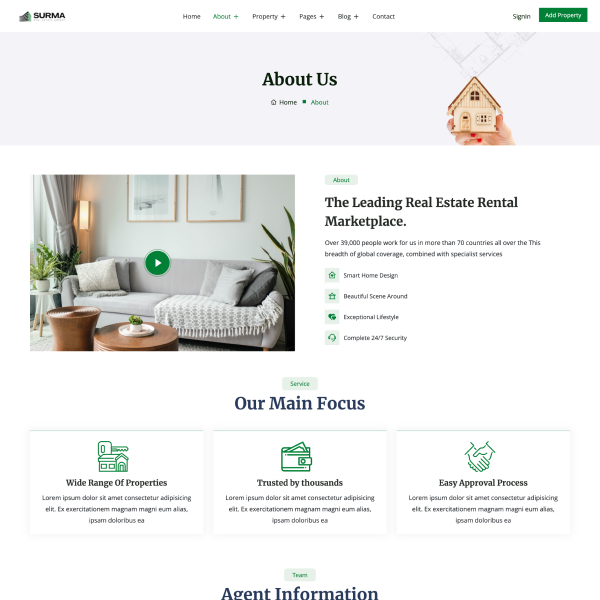 SURMA
Home
About +
Property +
Pages +
Blog +
Contact
SignIn
Add Property
About Us
Home
About
About
The Leading Real Estate Rental
Marketplace.
Over 39,000 people work for us in more than 70 countries all over the This
breadth of global coverage, combined with specialist services
Smart Home Design
Beautiful Scene Around
Exceptional Lifestyle
Complete 24/7 Security
Service
Our Main Focus
Wide Range Of Properties
Lorem ipsum dolor sit amet consectetur adipisicing
elit. Ex exercitationem magnam magni eum alias,
ipsam doloribus ea
Trusted by thousands
Lorem ipsum dolor sit amet consectetur adipisicing
elit. Ex exercitationem magnam magni eum alias,
ipsam doloribus ea
Easy Approval Process
Lorem ipsum dolor sit amet consectetur adipisicing
elit. Ex exercitationem magnam magni eum alias,
ipsam doloribus ea
Team
Agent Information